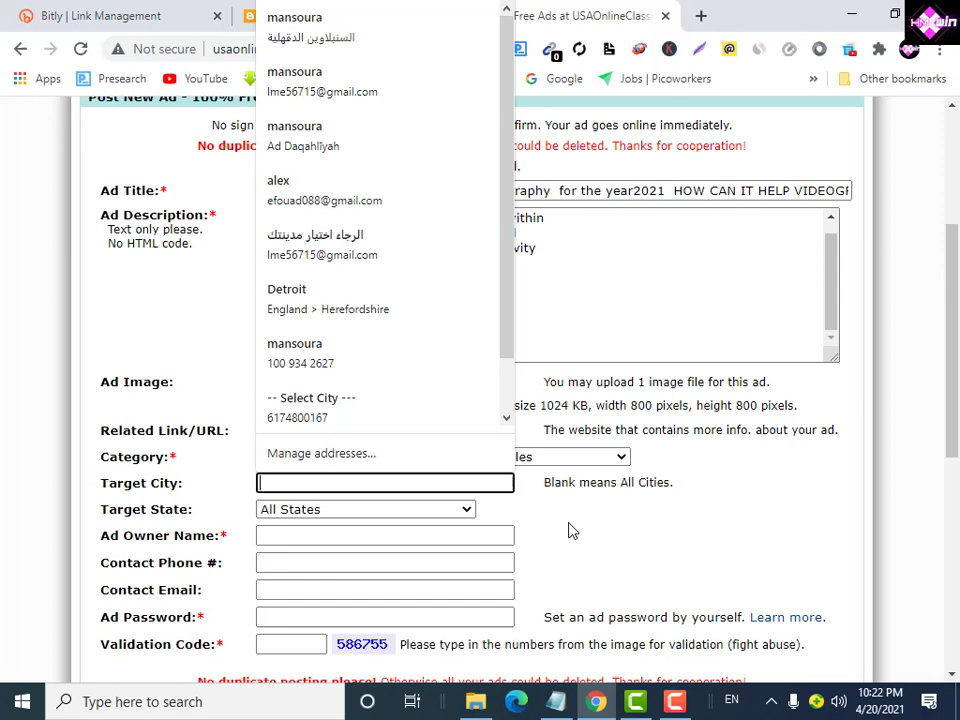 Bitly | Link Management
Free Ads at USAOnlineClass
HMKwin
Not secure
usaonli
0
Apps
Presearch
YouTube
Google
Jobs | Picoworkers
»
Other bookmarks
mansoura
السنبلاوين الدقهلية
mansoura
lme56715@gmail.com
mansoura
Ad Daqahliyah
alex
efouad088@gmail.com
الرجاء اختيار مدينتك
lme56715@gmail.com
Detroit
England > Herefordshire
mansoura
100 934 2627
-- Select City ---
6174800167
Manage addresses...
Post New Ad - 100% Fr
No sign
firm. Your ad goes online immediately.
No duplic
could be deleted. Thanks for cooperation!
Ad Title:*
raphy for the year2021 HOW CAN IT HELP VIDEOGR
Ad Description:*
Text only please.
No HTML code.
vithin
vity
Ad Image:
You may upload 1 image file for this ad.
size 1024 KB, width 800 pixels, height 800 pixels.
Related Link/URL:
The website that contains more info. about your ad.
Category:*
les
Target City:
Blank means All Cities.
Target State:
All States
Ad Owner Name:*
Contact Phone #:
Contact Email:
Ad Password:*
Set an ad password by yourself. Learn more.
Validation Code:*
586755
Please type in the numbers from the image for validation (fight abuse).
No duplicate posting please! Otherwise all your ads could be deleted. Thanks for cooperation!
Type here to search
EN
10:22 PM
4/20/2021